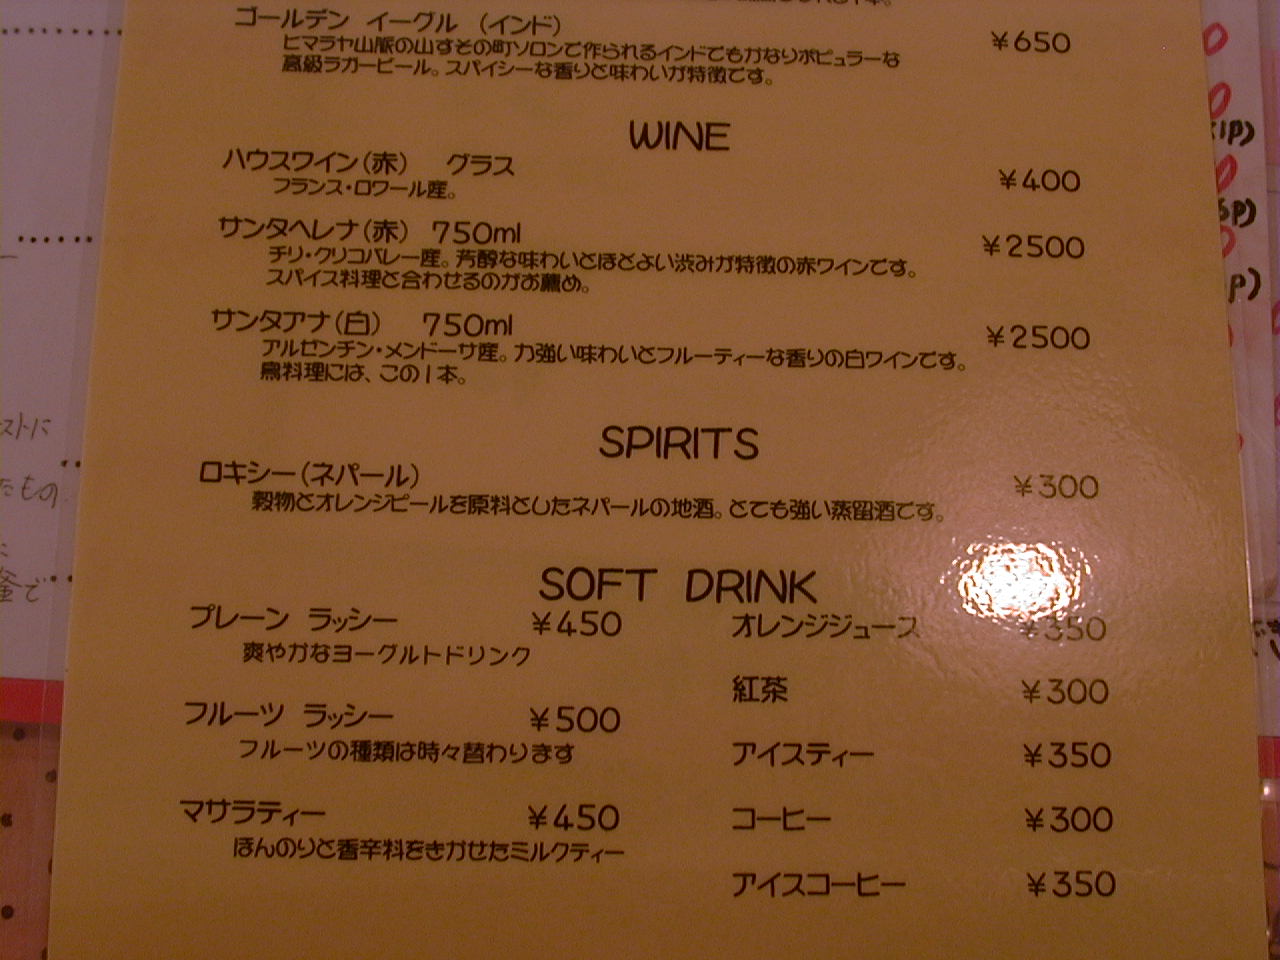 ゴールデン イーグル (インド) ¥650
ヒマラヤ山脈の山すその町ソロンで作られるインドでもかなりポピュラーな
高級ラガービール。スパイシーな香りと味わいが特徴です。
WINE
ハウスワイン(赤) グラス ¥400
フランス・ロワール産。
サンタヘレナ(赤) 750ml ¥2500
チリ・クリコバレー産。芳醇な味わいとほどよい渋みが特徴の赤ワインです。
スパイス料理と合わせるのがお薦め。
サンタアナ(白) 750ml ¥2500
アルゼンチン・メンドーサ産。力強い味わいとフルーティーな香りの白ワインです。
鳥料理には、この1本。
SPIRITS
ロキシー(ネパール) ¥300
穀物とオレンジピールを原料としたネパールの地酒。とても強い蒸留酒です。
SOFT DRINK
プレーン ラッシー ¥450
爽やかなヨーグルトドリンク
フルーツ ラッシー ¥500
フルーツの種類は時々替わります
マサラティー ¥450
ほんのりと香辛料をきかせたミルクティー
オレンジジュース ¥350
紅茶 ¥300
アイスティー ¥350
コーヒー ¥300
アイスコーヒー ¥350